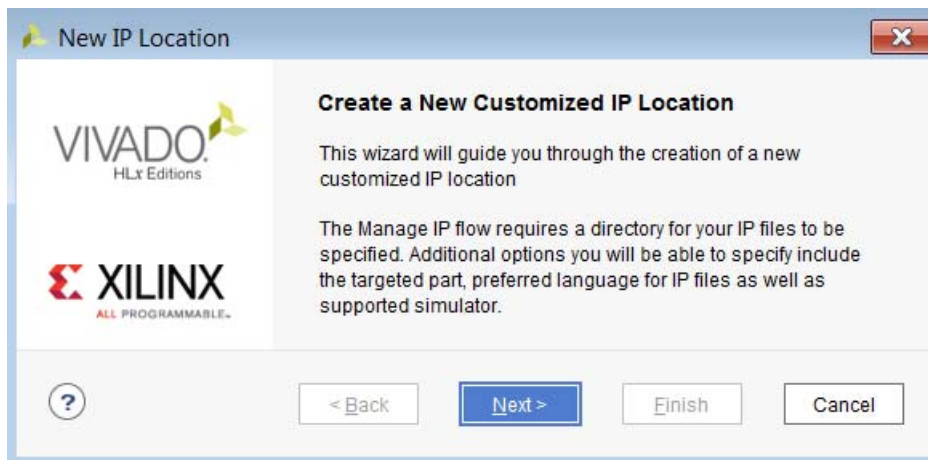 New IP Location
VIVADO.
HLx Editions
XILINX
ALL PROGRAMMABLE™
Create a New Customized IP Location
This wizard will guide you through the creation of a new
customized IP location
The Manage IP flow requires a directory for your IP files to be
specified. Additional options you will be able to specify include
the targeted part, preferred language for IP files as well as
supported simulator.
?
< Back
Next >
Finish
Cancel